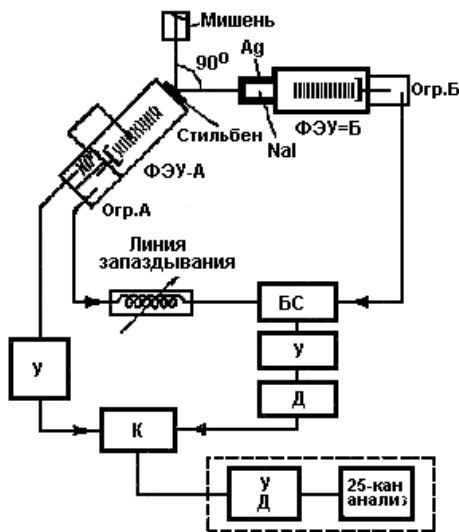 Мишень
90⁰
Ag
Огр.Б
NaI
ФЭУ=Б
Стильбен
ФЭУ-А
Огр.А
Линия
запаздывания
БС
У
У
Д
К
У
Д
25-кан
анализ